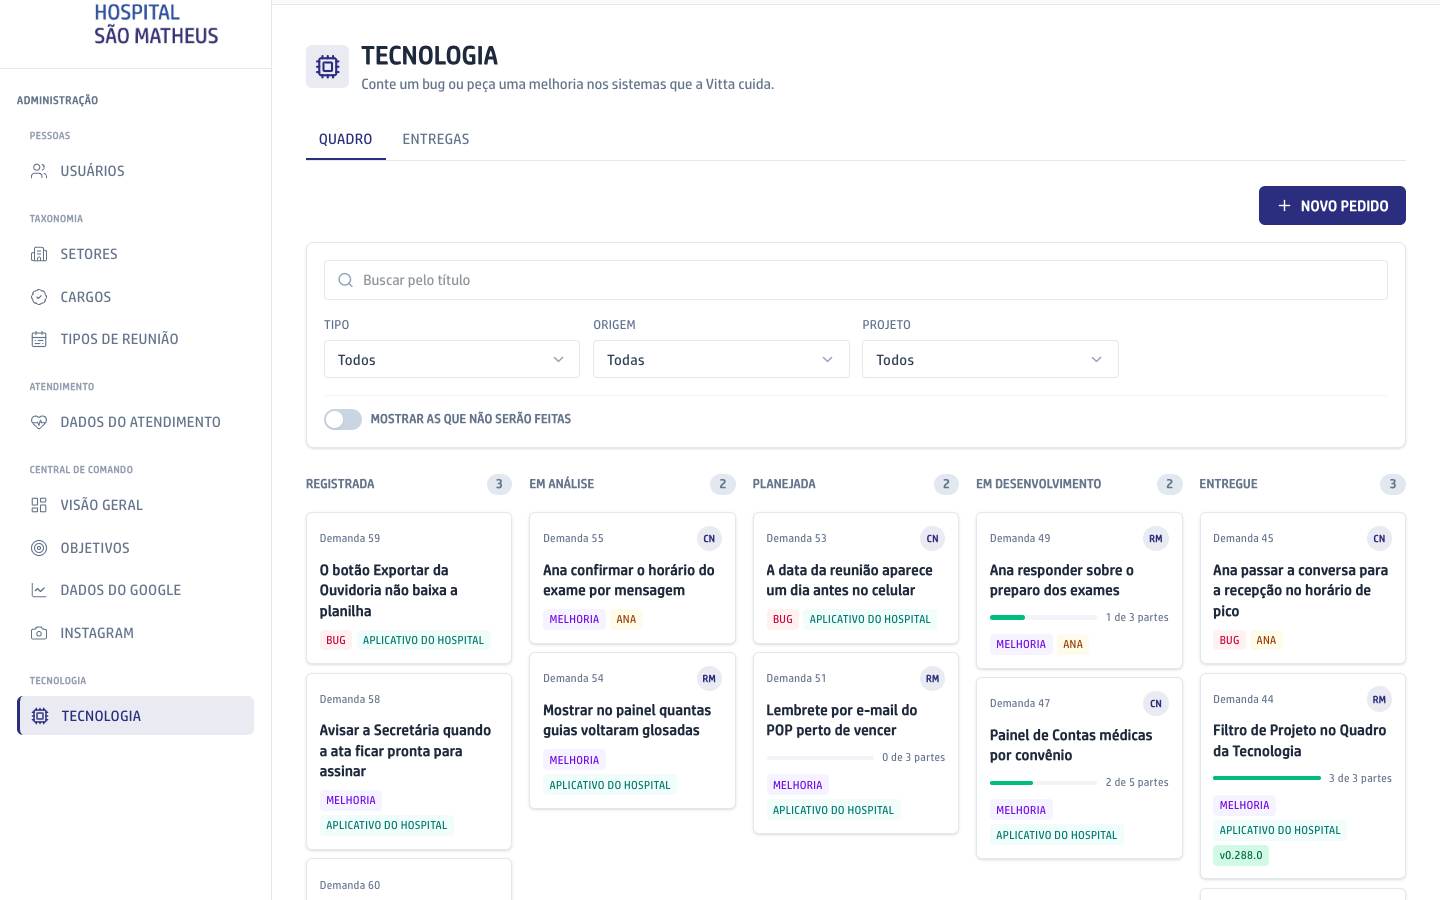 HOSPITAL
SÃO MATHEUS
ADMINISTRAÇÃO
PESSOAS
USUÁRIOS
TAXONOMIA
SETORES
CARGOS
TIPOS DE REUNIÃO
ATENDIMENTO
DADOS DO ATENDIMENTO
CENTRAL DE COMANDO
VISÃO GERAL
OBJETIVOS
DADOS DO GOOGLE
INSTAGRAM
TECNOLOGIA
TECNOLOGIA
TECNOLOGIA
Conte um bug ou peça uma melhoria nos sistemas que a Vitta cuida.
QUADRO
ENTREGAS
NOVO PEDIDO
Buscar pelo título
TIPO
Todos
ORIGEM
Todas
PROJETO
Todos
MOSTRAR AS QUE NÃO SERÃO FEITAS
REGISTRADA 3
Demanda 59
O botão Exportar da
Ouvidoria não baixa a
planilha
BUG APLICATIVO DO HOSPITAL
Demanda 58
Avisar a Secretária quando
a ata ficar pronta para
assinar
MELHORIA
APLICATIVO DO HOSPITAL
Demanda 60
EM ANÁLISE 2
Demanda 55 CN
Ana confirmar o horário do
exame por mensagem
MELHORIA ANA
Demanda 54 RM
Mostrar no painel quantas
guias voltaram glosadas
MELHORIA
APLICATIVO DO HOSPITAL
PLANEJADA 2
Demanda 53 CN
A data da reunião aparece
um dia antes no celular
BUG APLICATIVO DO HOSPITAL
Demanda 51 RM
Lembrete por e-mail do
POP perto de vencer
0 de 3 partes
MELHORIA
APLICATIVO DO HOSPITAL
EM DESENVOLVIMENTO 2
Demanda 49 RM
Ana responder sobre o
preparo dos exames
1 de 3 partes
MELHORIA ANA
Demanda 47 CN
Painel de Contas médicas
por convênio
2 de 5 partes
MELHORIA
APLICATIVO DO HOSPITAL
ENTREGUE 3
Demanda 45 CN
Ana passar a conversa para
a recepção no horário de
pico
BUG ANA
Demanda 44 RM
Filtro de Projeto no Quadro
da Tecnologia
3 de 3 partes
MELHORIA
APLICATIVO DO HOSPITAL
v0.288.0